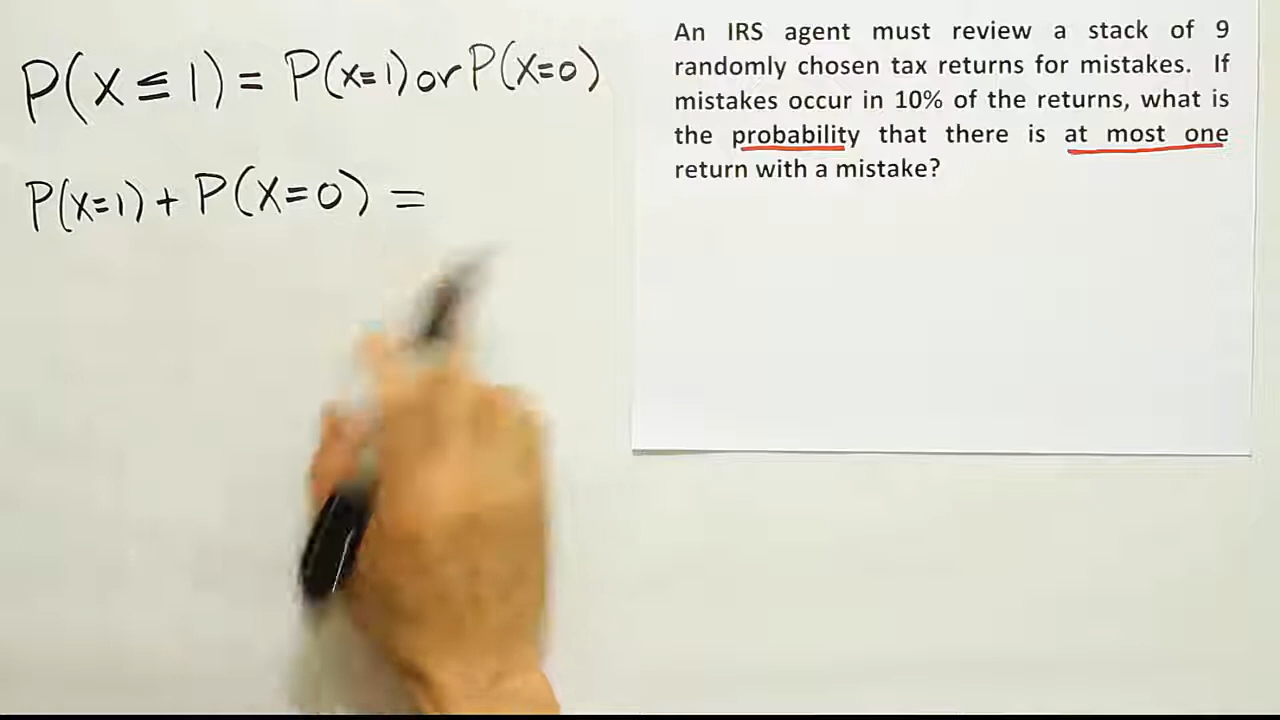 P(X ≤ 1) = P(X=1) or P(X=0)
P(X=1) + P(X=0) =
An IRS agent must review a stack of 9
randomly chosen tax returns for mistakes. If
mistakes occur in 10% of the returns, what is
the probability that there is at most one
return with a mistake?